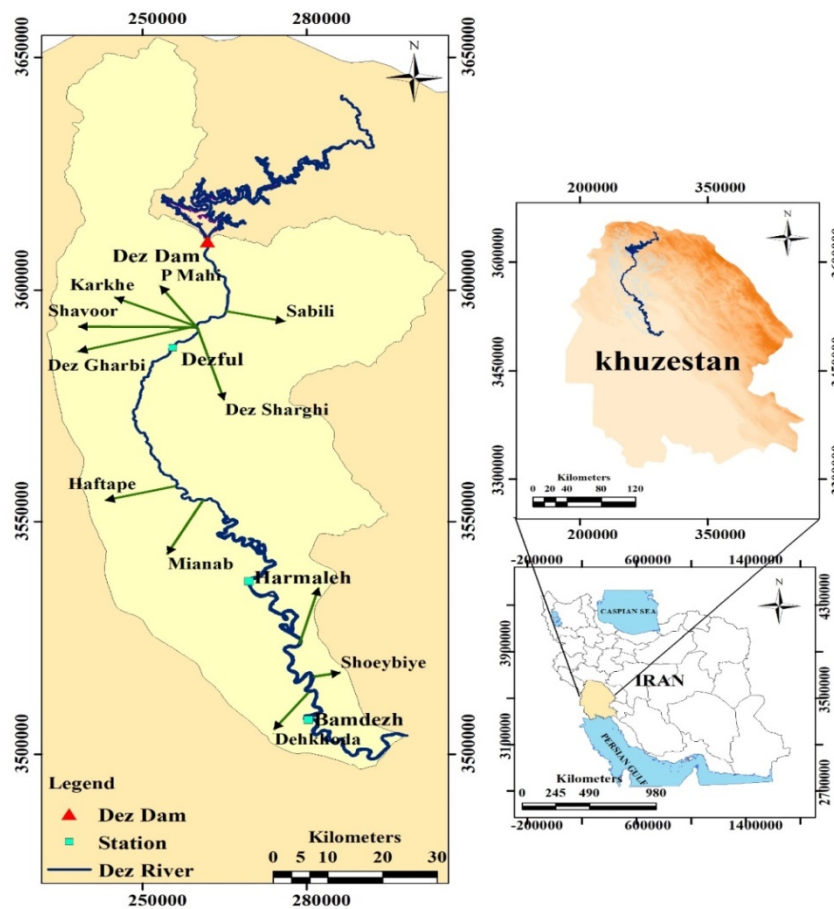 250000 280000
3650000 3650000
N
Dez Dam
P Mahi
Karkhe
3600000 3600000
Shavoor
Sabili
Dez Gharbi
Dezful
Dez Sharghi
Haftape
3550000 3550000
Mianab
Harmaleh
Shoeybiye
Bamdezh
Dehkhoda
3500000 3500000
Legend
Dez Dam
Station
Dez River
Kilometers
0 5 10 20 30
250000 280000
200000 350000
N
3600000
khuzestan
3450000
3300000
Kilometers
0 20 40 80 120
200000 350000
-200000 600000 1400000
N
CASPIAN SEA
4300000
3900000
IRAN
3500000
3100000
PERSIAN GULF
Kilometers
0 245 490 980
2700000
-200000 600000 1400000